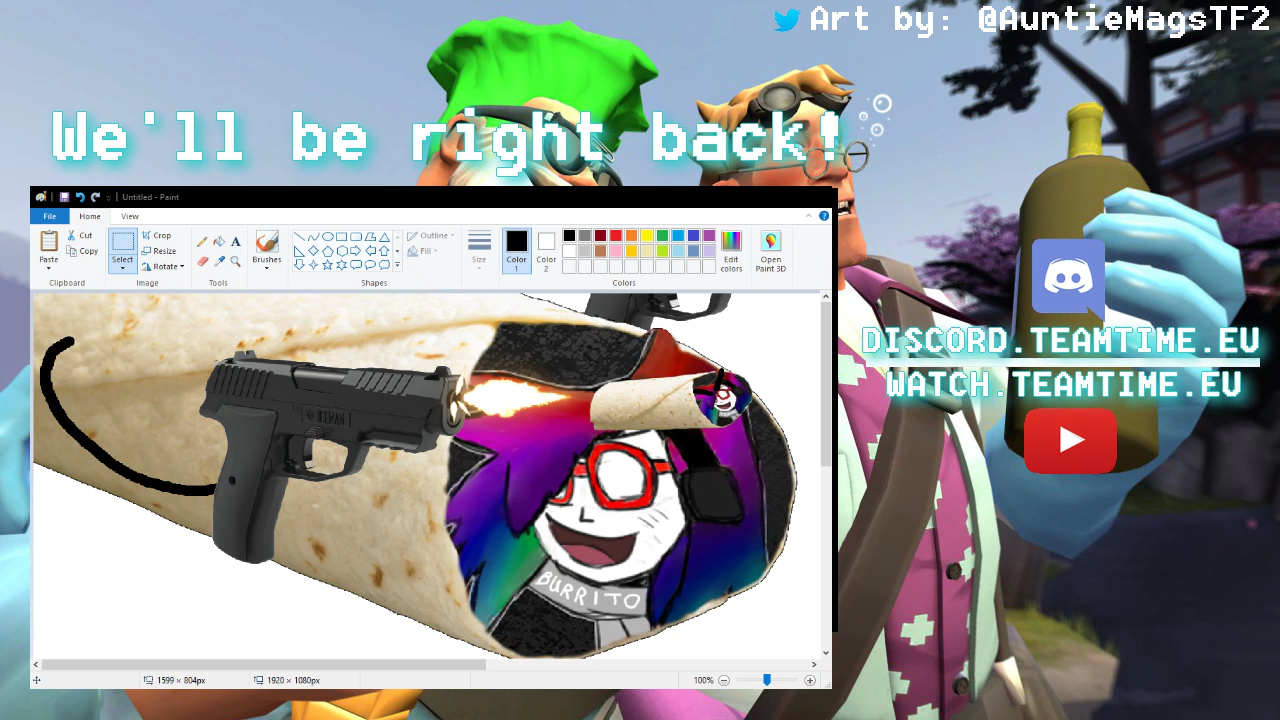 Art by: @AuntieMagsTF2
We'll be right back!
Untitled - Paint
File Home View
Paste
Cut
Copy
Clipboard
Select
Crop
Resize
Rotate
Image
A
Tools
Brushes
Outline
Fill
Shapes
Size
Color
1
Color
2
Edit
colors
Colors
Open
Paint 3D
BURRITO
1599 × 804px
1920 × 1080px
100%
DISCORD.TEAMTIME.EU
WATCH.TEAMTIME.EU